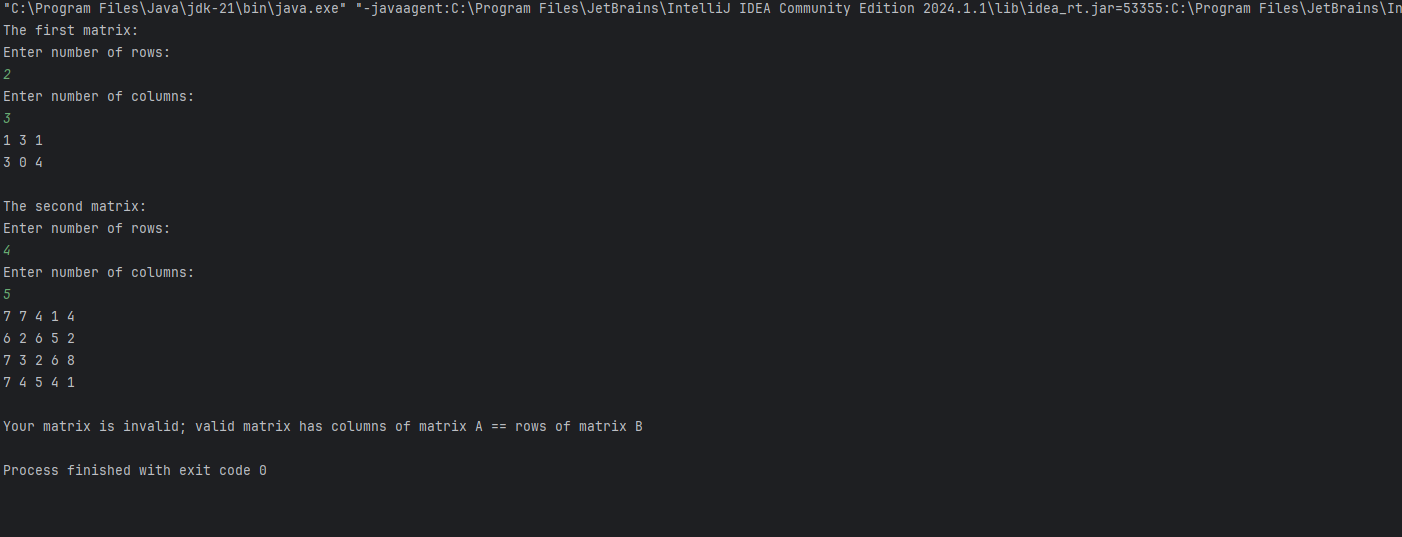 "C:\Program Files\Java\jdk-21\bin\java.exe" "-javaagent:C:\Program Files\JetBrains\IntelliJ IDEA Community Edition 2024.1.1\lib\idea_rt.jar=53355:C:\Program Files\JetBrains\In
The first matrix:
Enter number of rows:
2
Enter number of columns:
3
1 3 1
3 0 4
The second matrix:
Enter number of rows:
4
Enter number of columns:
5
7 7 4 1 4
6 2 6 5 2
7 3 2 6 8
7 4 5 4 1
Your matrix is invalid; valid matrix has columns of matrix A == rows of matrix B
Process finished with exit code 0